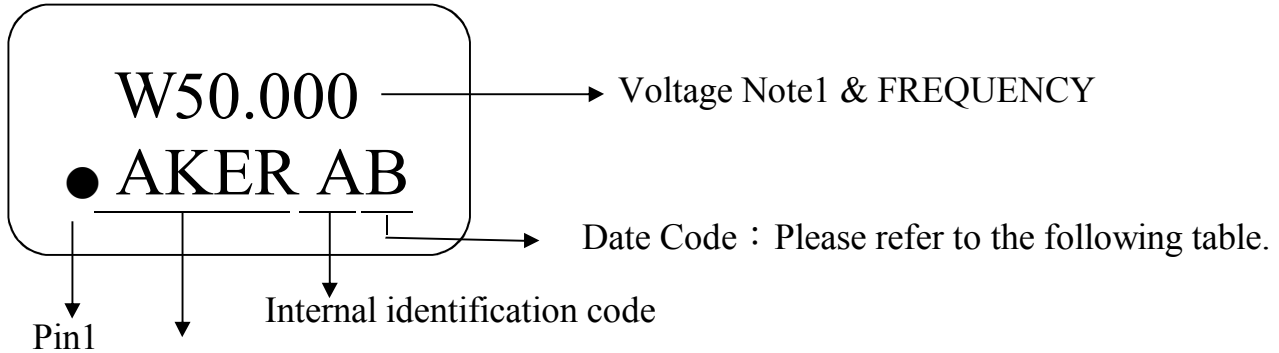 W50.000
Voltage Note1 & FREQUENCY
● AKER AB
Date Code：Please refer to the following table.
Internal identification code
Pin1